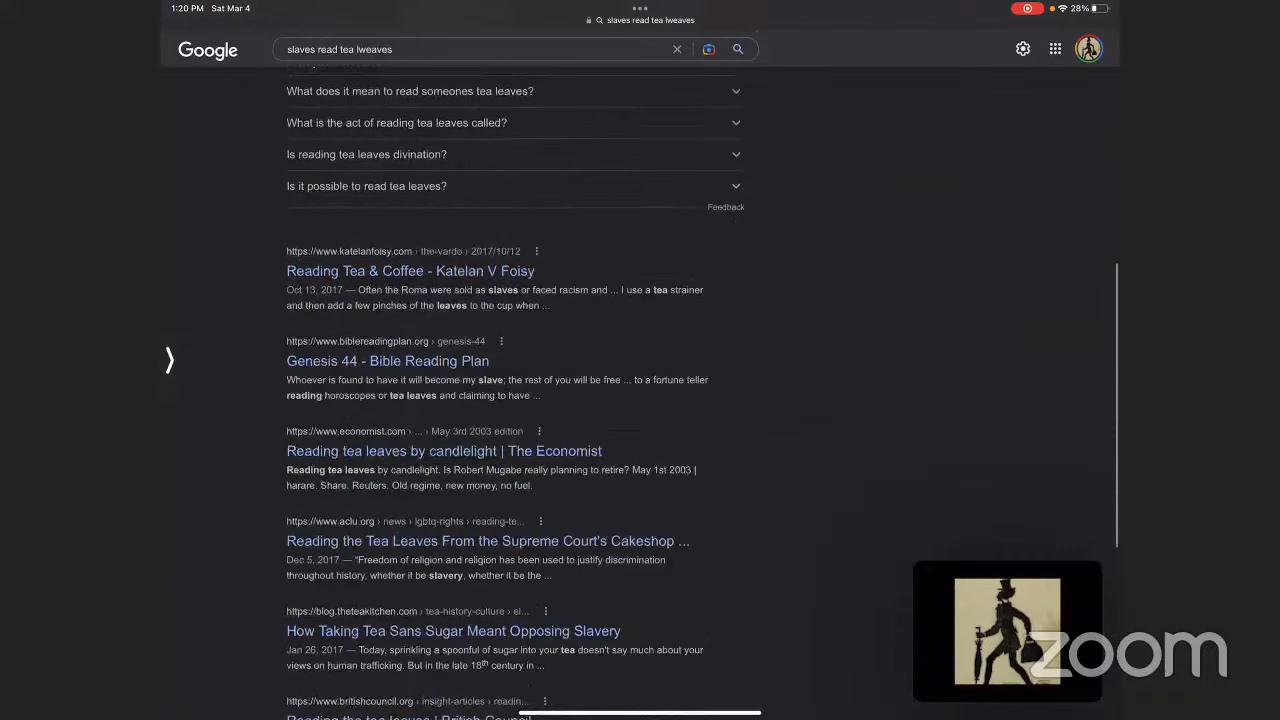 1:20 PM Sat Mar 4
28%
slaves read tea lweaves
Google
slaves read tea lweaves
What does it mean to read someones tea leaves?
What is the act of reading tea leaves called?
Is reading tea leaves divination?
Is it possible to read tea leaves?
Feedback
https://www.katelanfoisy.com › the-vardo › 2017/10/12
Reading Tea & Coffee - Katelan V Foisy
Oct 13, 2017 — Often the Roma were sold as slaves or faced racism and ... I use a tea strainer
and then add a few pinches of the leaves to the cup when ...
https://www.biblereadingplan.org › genesis-44
Genesis 44 - Bible Reading Plan
Whoever is found to have it will become my slave; the rest of you will be free ... to a fortune teller
reading horoscopes or tea leaves and claiming to have ...
https://www.economist.com › ... › May 3rd 2003 edition
Reading tea leaves by candlelight | The Economist
Reading tea leaves by candlelight. Is Robert Mugabe really planning to retire? May 1st 2003 |
harare. Share. Reuters. Old regime, new money, no fuel.
https://www.aclu.org › news › lgbtq-rights › reading-te...
Reading the Tea Leaves From the Supreme Court's Cakeshop ...
Dec 5, 2017 — “Freedom of religion and religion has been used to justify discrimination
throughout history, whether it be slavery, whether it be the ...
https://blog.theteakitchen.com › tea-history-culture › ei...
How Taking Tea Sans Sugar Meant Opposing Slavery
Jan 26, 2017 — Today, sprinkling a spoonful of sugar into your tea doesn't say much about your
views on human trafficking. But in the late 18th century in ...
https://www.britishcouncil.org › insight-articles › readin...
Reading the tea leaves | British Council
zoom